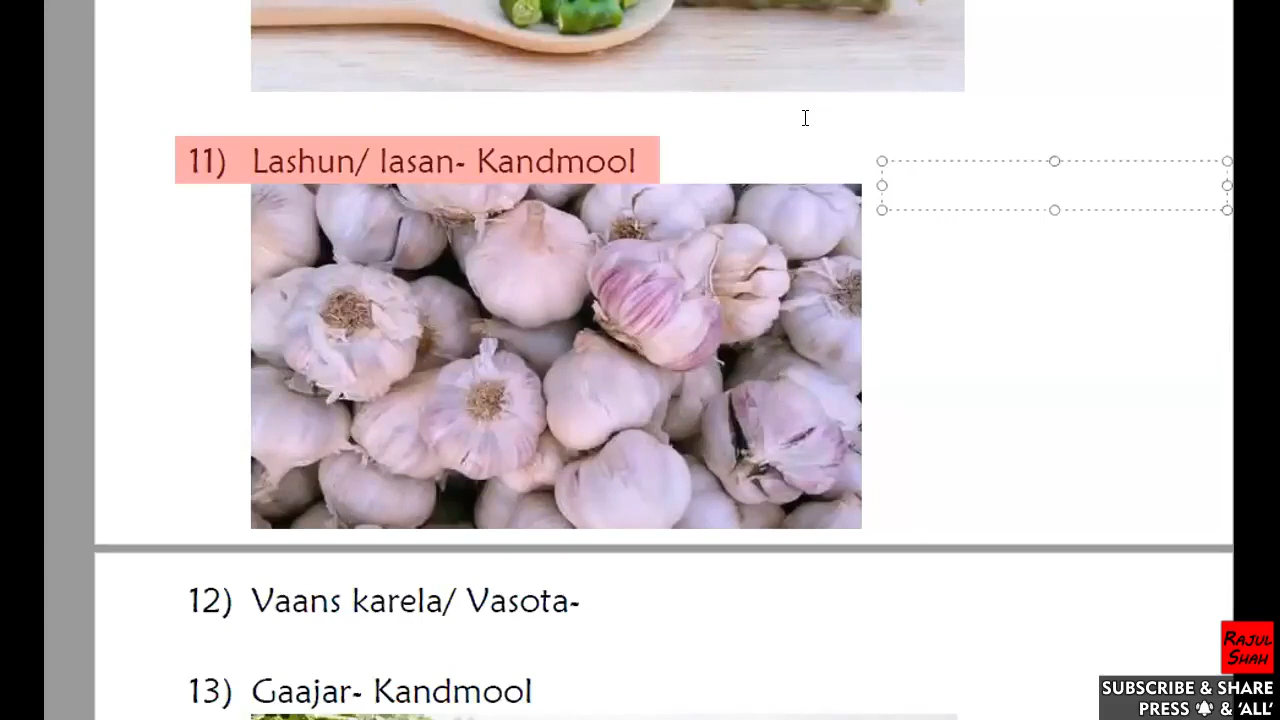 11) Lashun/ lasan- Kandmool
12) Vaans karela/ Vasota-
13) Gaajar- Kandmool
RAJUL
SHAH
SUBSCRIBE & SHARE
PRESS 🔔 & 'ALL'